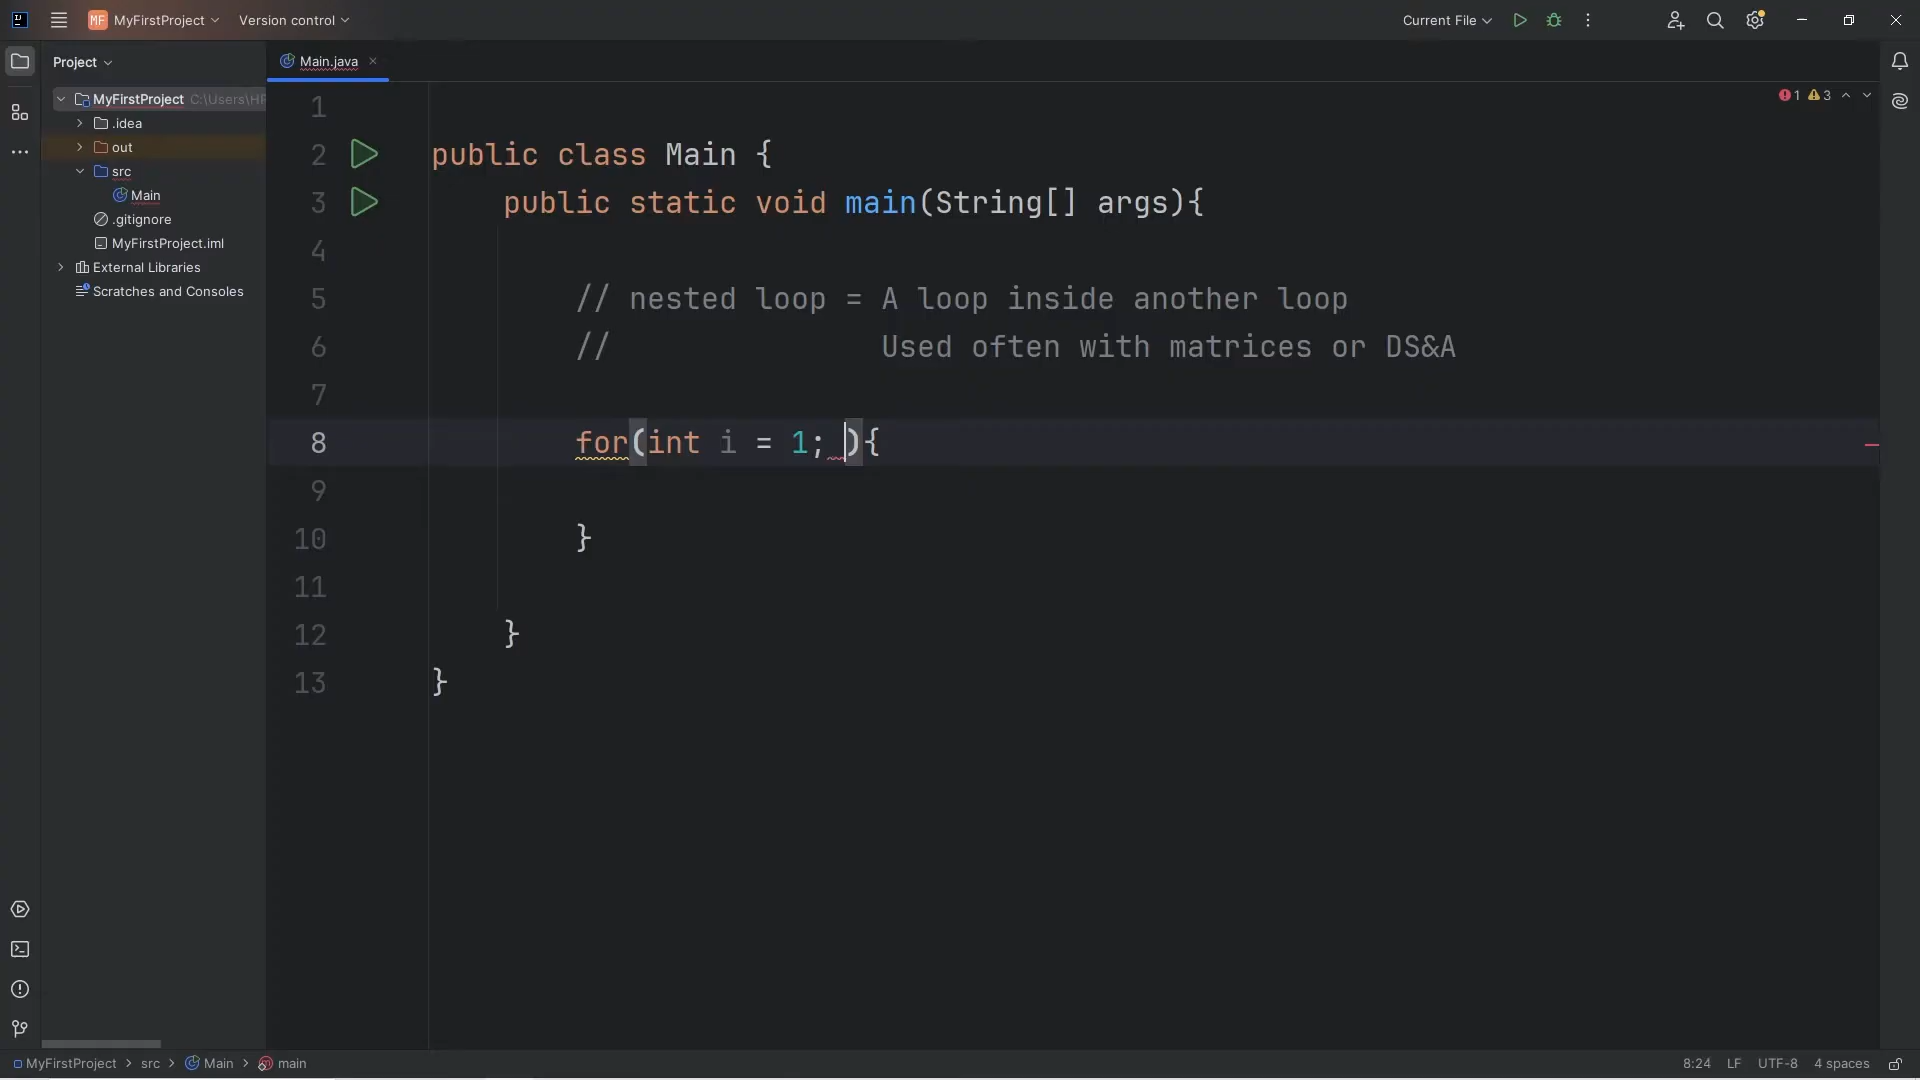 MF MyFirstProject Version control Current File
Project
Main.java
MyFirstProject C:\Users\HP
.idea
out
src
Main
.gitignore
MyFirstProject.iml
External Libraries
Scratches and Consoles
1 3
1
2 public class Main {
3 public static void main(String[] args){
4
5 // nested loop = A loop inside another loop
6 // Used often with matrices or DS&A
7
8 for(int i = 1; ){
9
10 }
11
12 }
13 }
MyFirstProject > src > Main > main 8:24 LF UTF-8 4 spaces